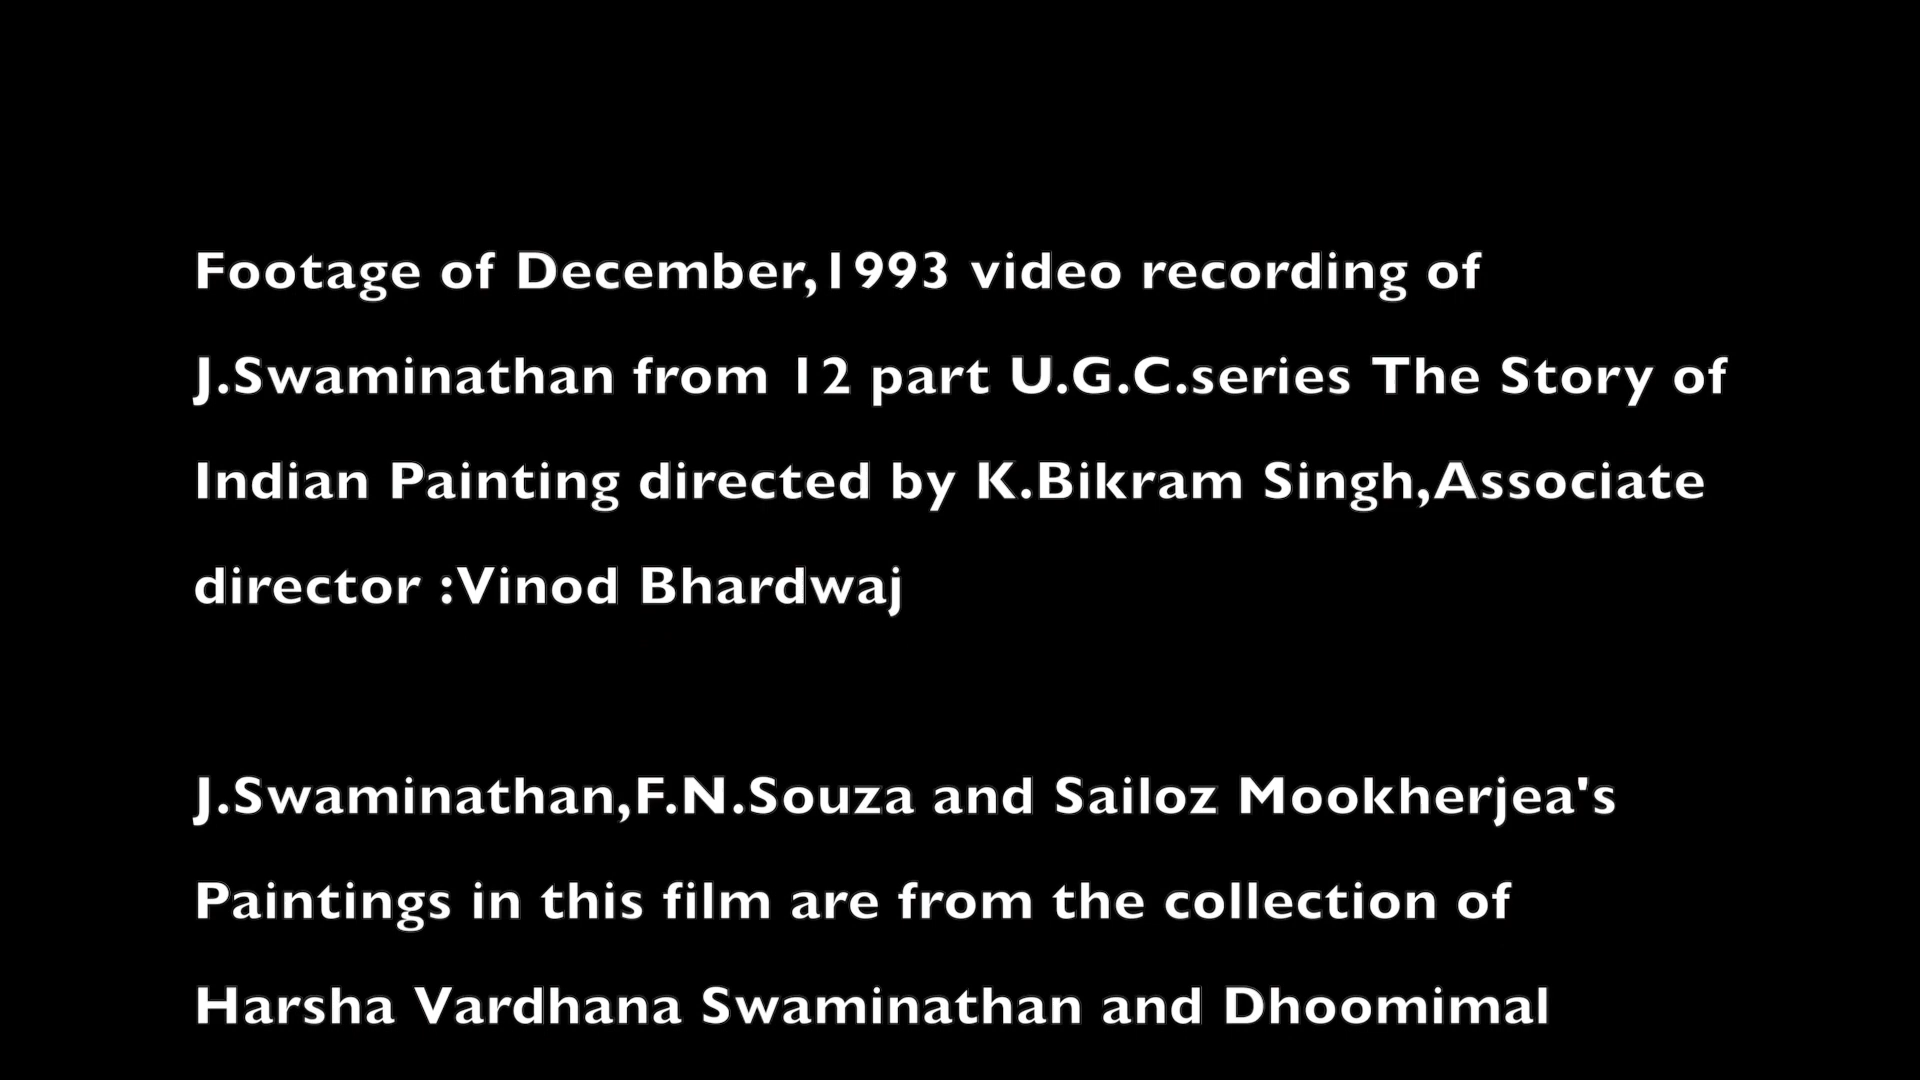 Footage of December,1993 video recording of
J.Swaminathan from 12 part U.G.C.series The Story of
Indian Painting directed by K.Bikram Singh,Associate
director :Vinod Bhardwaj
J.Swaminathan,F.N.Souza and Sailoz Mookherjea's
Paintings in this film are from the collection of
Harsha Vardhana Swaminathan and Dhoomimal